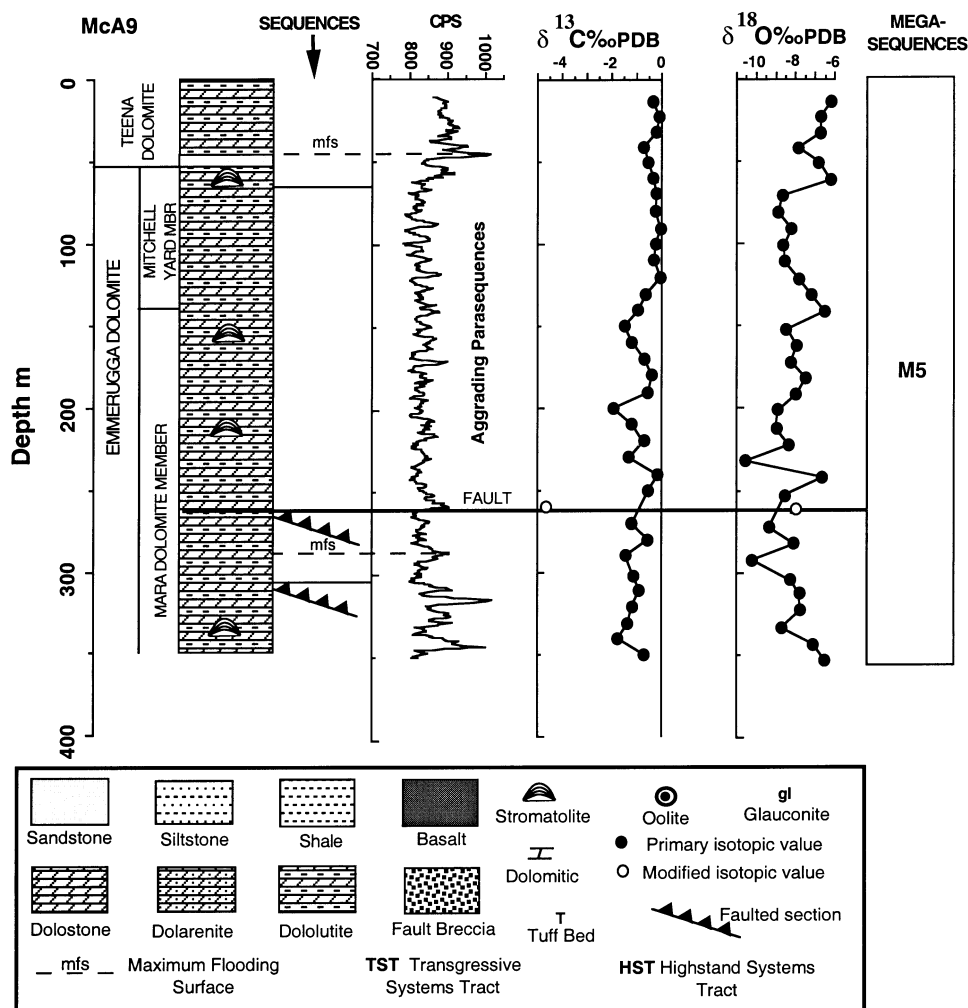 McA9
SEQUENCES
CPS
700
800
900
1000
δ 13C‰PDB
-4
-2
0
δ 18O‰PDB
-10
-8
-6
MEGA-
SEQUENCES
Depth m
0
100
200
300
400
TEENA
DOLOMITE
EMMERUGGA DOLOMITE
MITCHELL
YARD MBR
MARA DOLOMITE MEMBER
mfs
Aggrading Parasequences
FAULT
mfs
M5
Sandstone
Siltstone
Shale
Basalt
Stromatolite
Oolite
gl
Glauconite
Dolomitic
Primary isotopic value
Modified isotopic value
Dolostone
Dolarenite
Dololutite
Fault Breccia
T
Tuff Bed
Faulted section
mfs Maximum Flooding
Surface
TST Transgressive
Systems Tract
HST Highstand Systems
Tract